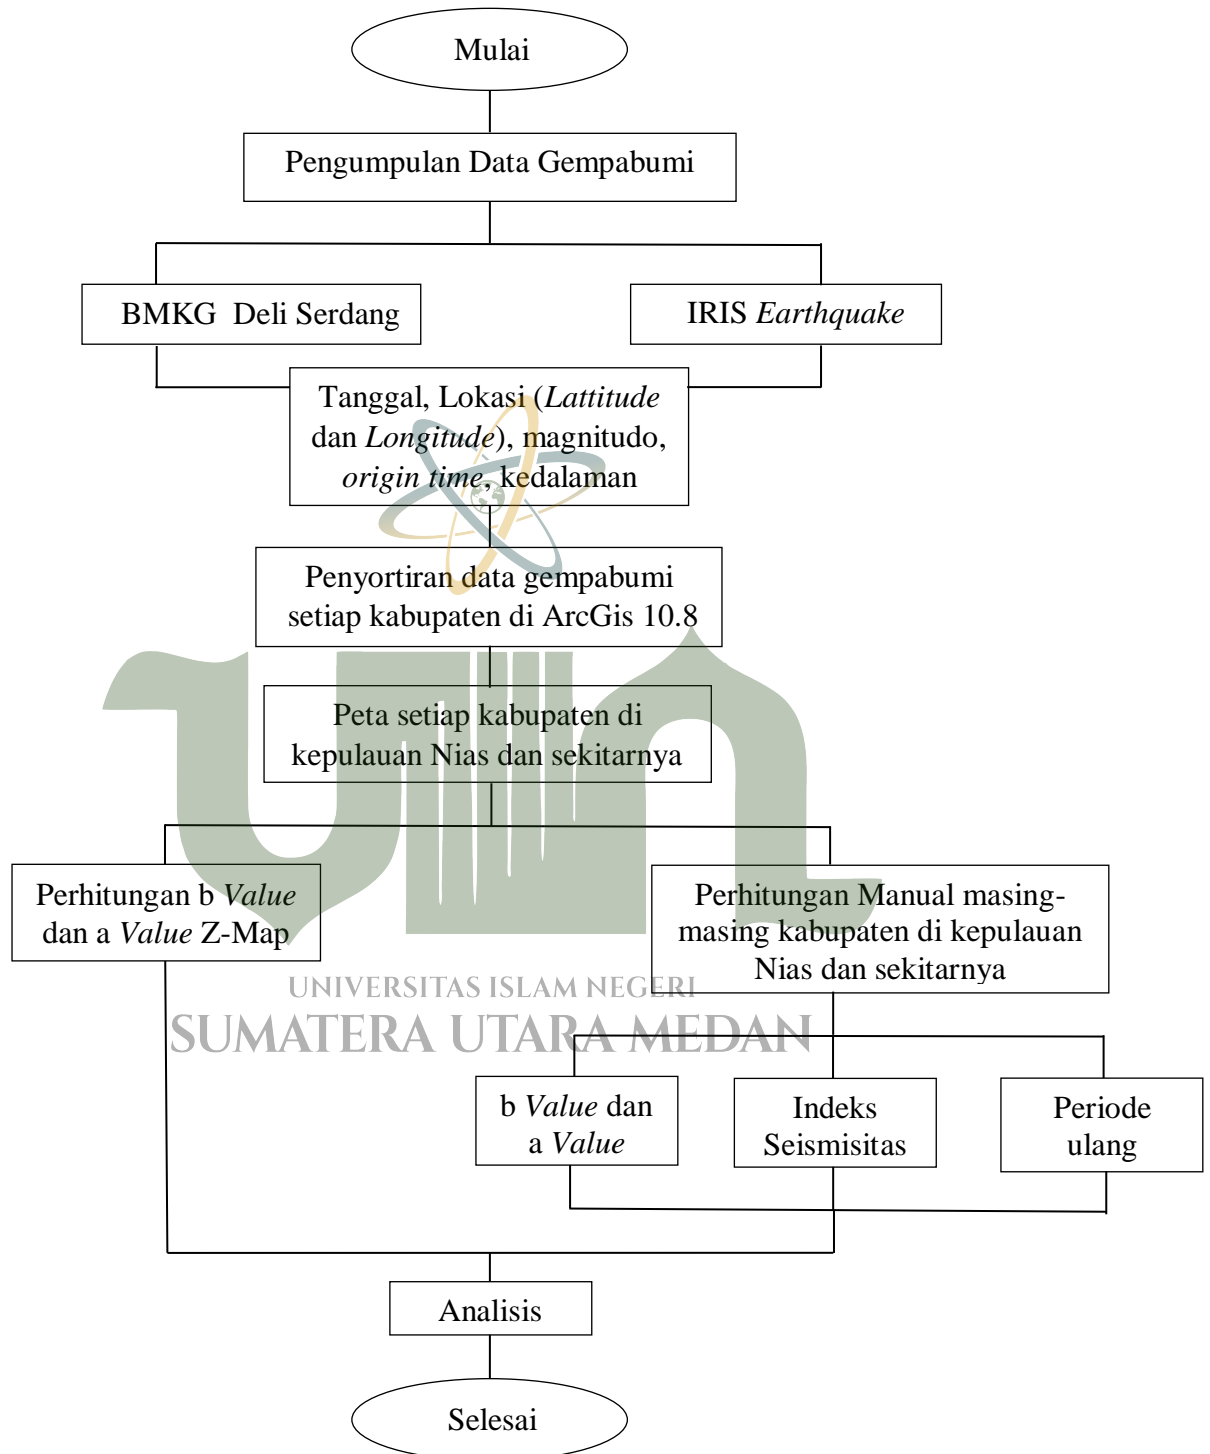 Mulai
Pengumpulan Data Gempabumi
BMKG Deli Serdang
IRIS Earthquake
Tanggal, Lokasi (Lattitude
dan Longitude), magnitudo,
origin time, kedalaman
Penyortiran data gempabumi
setiap kabupaten di ArcGis 10.8
Peta setiap kabupaten di
kepulauan Nias dan sekitarnya
Perhitungan b Value
dan a Value Z-Map
Perhitungan Manual masing-
masing kabupaten di kepulauan
Nias dan sekitarnya
UNIVERSITAS ISLAM NEGERI
SUMATERA UTARA MEDAN
b Value dan
a Value
Indeks
Seismisitas
Periode
ulang
Analisis
Selesai